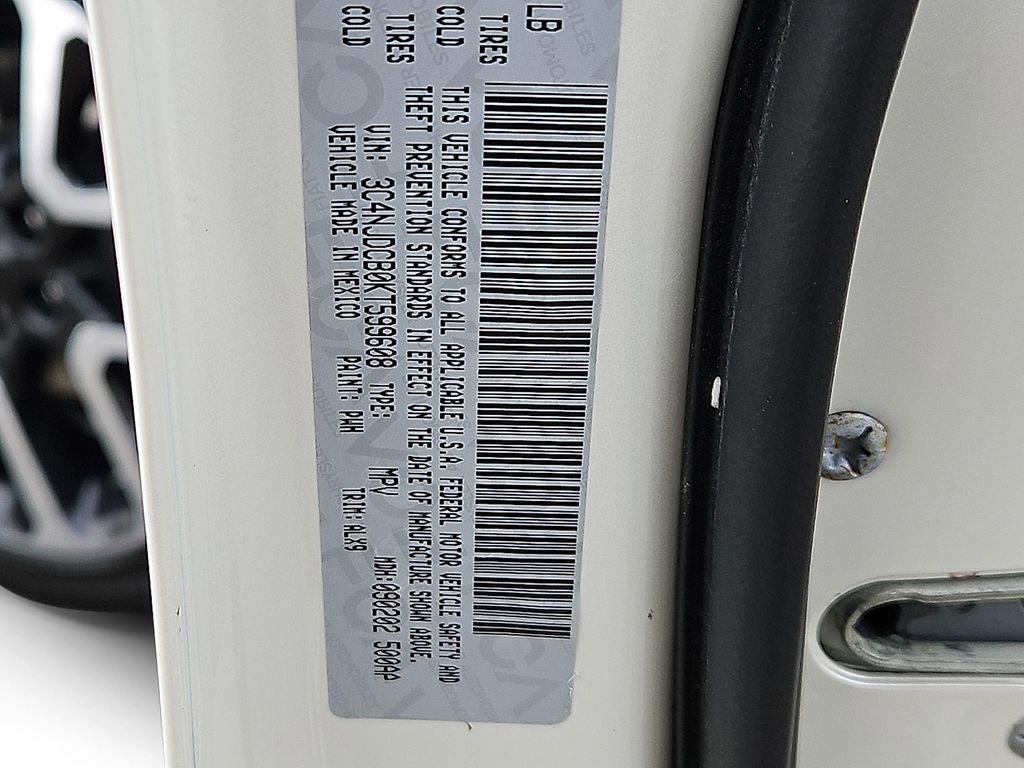 LB
TIRES COLD
TIRES COLD
THIS VEHICLE CONFORMS TO ALL APPLICABLE U.S.A. FEDERAL MOTOR VEHICLE SAFETY AND
THEFT PREVENTION STANDARDS IN EFFECT ON THE DATE OF MANUFACTURE SHOWN ABOVE.
VIN: 3C4NJDCB0KT599608 TYPE: MPV MDH:090202 500AA
VEHICLE MADE IN MEXICO PAINT: PWM TRIM:ALX9